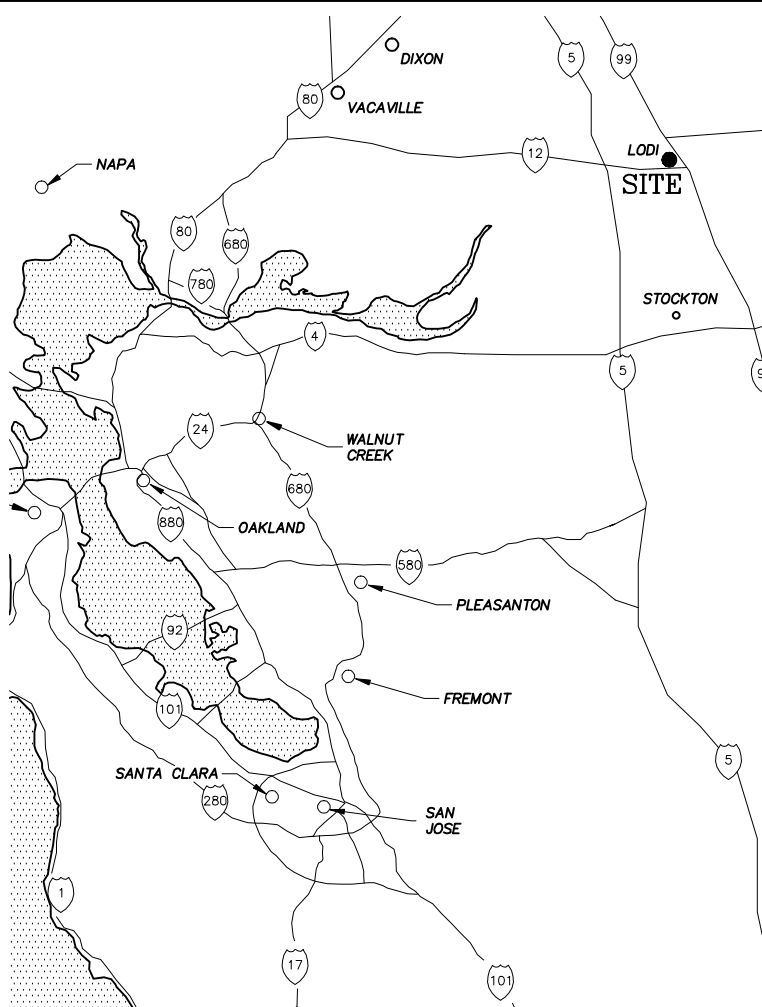 DIXON
5
99
80
VACAVILLE
12
LODI
SITE
NAPA
80
680
780
STOCKTON
4
5
24
WALNUT
CREEK
680
880
OAKLAND
580
PLEASANTON
92
FREMONT
101
5
SANTA CLARA
280
SAN
JOSE
1
17
101